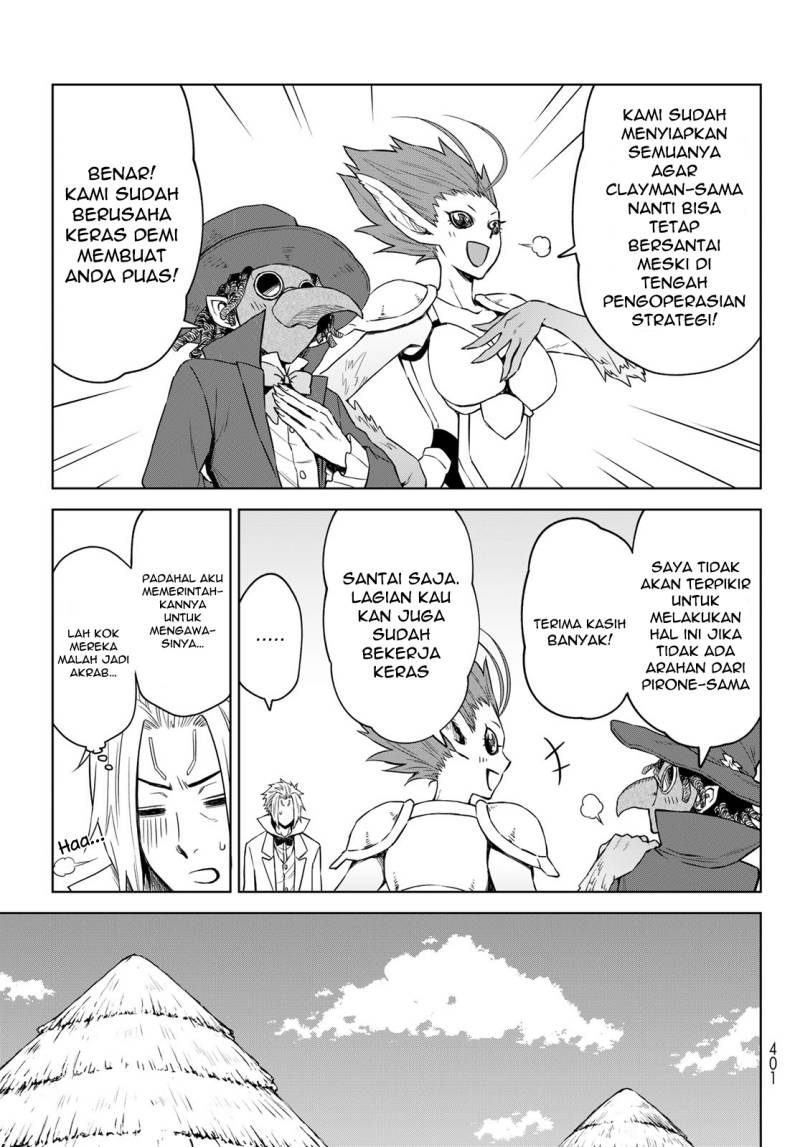 KAMI SUDAH
MENYIAPKAN
SEMUANYA
AGAR
CLAYMAN-SAMA
NANTI BISA
TETAP
BERSANTAI
MESKI DI
TENGAH
PENGOPERASIAN
STRATEGI!
BENAR!
KAMI SUDAH
BERUSAHA
KERAS DEMI
MEMBUAT
ANDA PUAS!
SAYA TIDAK
AKAN TERPIKIR
UNTUK
MELAKUKAN
HAL INI JIKA
TIDAK ADA
ARAHAN DARI
PIRONE-SAMA
TERIMA KASIH
BANYAK!
SANTAI SAJA.
LAGIAN KAU
KAN JUGA
SUDAH
BEKERJA
KERAS
.....
PADAHAL AKU
MEMERINTAH-
KANNYA
UNTUK
MENGAWA-
SINYA...
LAH KOK
MEREKA
MALAH JADI
AKRAB...
Haa...
401